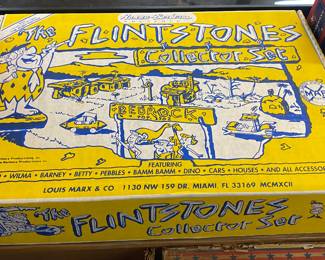 The
FLINTSTONES
Collector Set
BEDROCK
FEATURING
WILMA • BARNEY • BETTY • PEBBLES • BAMM BAMM • DINO • CARS • HOUSES • AND ALL ACCESSOR
LOUIS MARX & CO. 1130 NW 159 DR. MIAMI, FL 33169 MCMXCII
The FLINTSTONES Collector Set